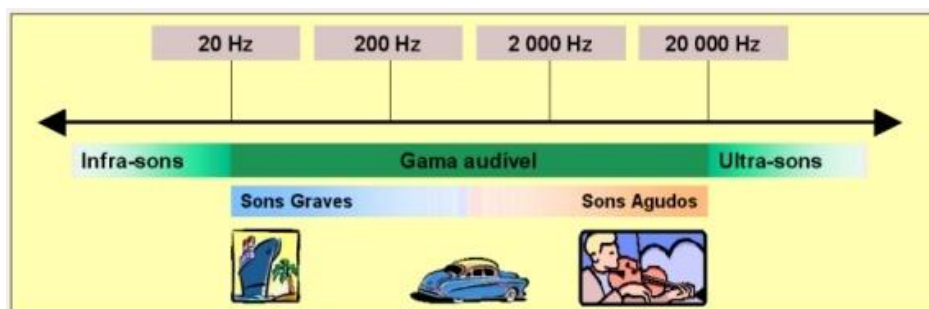 20 Hz 200 Hz 2 000 Hz 20 000 Hz
Infra-sons Gama audível Ultra-sons
Sons Graves Sons Agudos